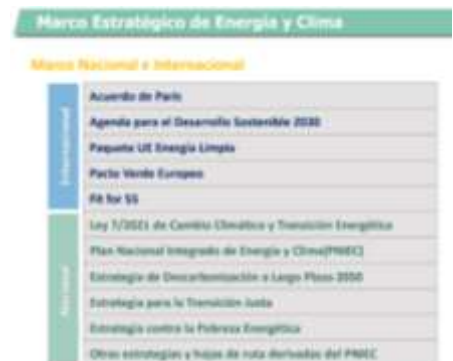 Marco Estratégico de Energía y Clima
Marco Nacional e Internacional
Internacional
Acuerdo de París
Agenda para el Desarrollo Sostenible 2030
Paquete UE Energía Limpia
Pacto Verde Europeo
Fit for 55
Nacional
Ley 7/2021 de Cambio Climático y Transición Energética
Plan Nacional Integrado de Energía y Clima(PNIEC)
Estrategia de Descarbonización a Largo Plazo 2050
Estrategia para la Transición Justa
Estrategia contra la Pobreza Energética
Otras estrategias y hojas de ruta derivadas del PNIEC